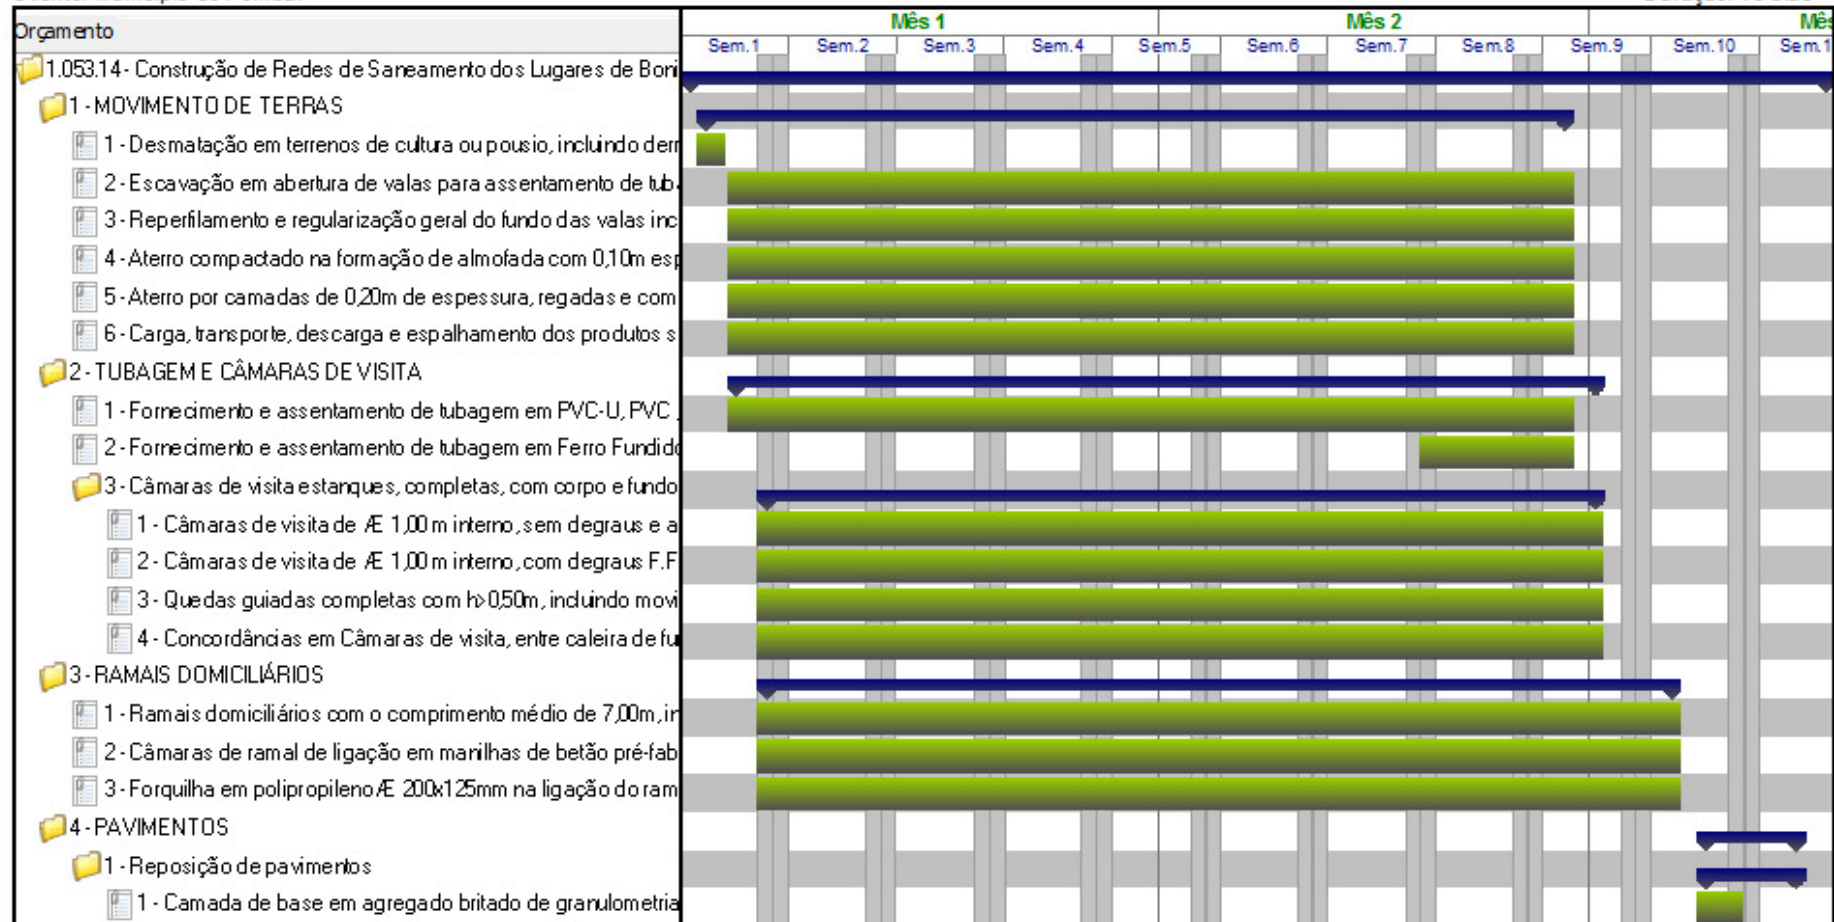 Orçamento
Mês 1 Mês 2 Mês
Sem.1 Sem.2 Sem.3 Sem.4 Sem.5 Sem.6 Sem.7 Sem.8 Sem.9 Sem.10 Sem.1
1.053.14- Construção de Redes de Saneamento dos Lugares de Boni
1 - MOVIMENTO DE TERRAS
1 - Desmatação em terrenos de cultura ou pousio, incluindo derr
2 - Escavação em abertura de valas para assentamento de tub
3 - Reperfilamento e regularização geral do fundo das valas inc
4 - Aterro compactado na formação de almofada com 0,10m esp
5 - Aterro por camadas de 0,20m de espessura, regadas e com
6 - Carga, transporte, descarga e espalhamento dos produtos s
2 - TUBAGEM E CÂMARAS DE VISITA
1 - Fornecimento e assentamento de tubagem em PVC-U, PVC
2 - Fornecimento e assentamento de tubagem em Ferro Fundido
3 - Câmaras de visita estanques, completas, com corpo e fundo
1 - Câmaras de visita de Æ 1,00 m interno, sem degraus e a
2 - Câmaras de visita de Æ 1,00 m interno, com degraus F.F
3 - Quedas guiadas completas com h>0,50m, incluindo movi
4 - Concordâncias em Câmaras de visita, entre caleira de fu
3 - RAMAIS DOMICILIÁRIOS
1 - Ramais domiciliários com o comprimento médio de 7,00m, ir
2 - Câmaras de ramal de ligação em manilhas de betão pré-fab
3 - Forquilha em polipropileno Æ 200x125mm na ligação do ram
4 - PAVIMENTOS
1 - Reposição de pavimentos
1 - Camada de base em agregado britado de granulometria